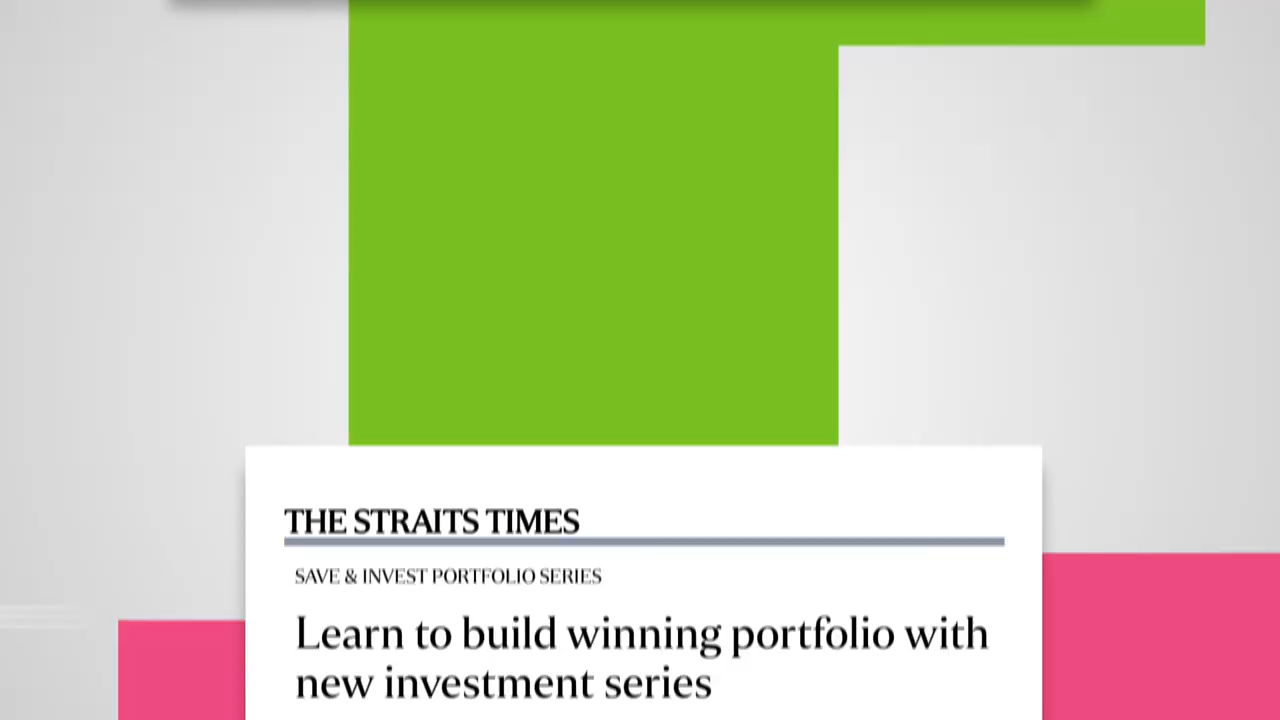 THE STRAITS TIMES
SAVE & INVEST PORTFOLIO SERIES
Learn to build winning portfolio with
new investment series